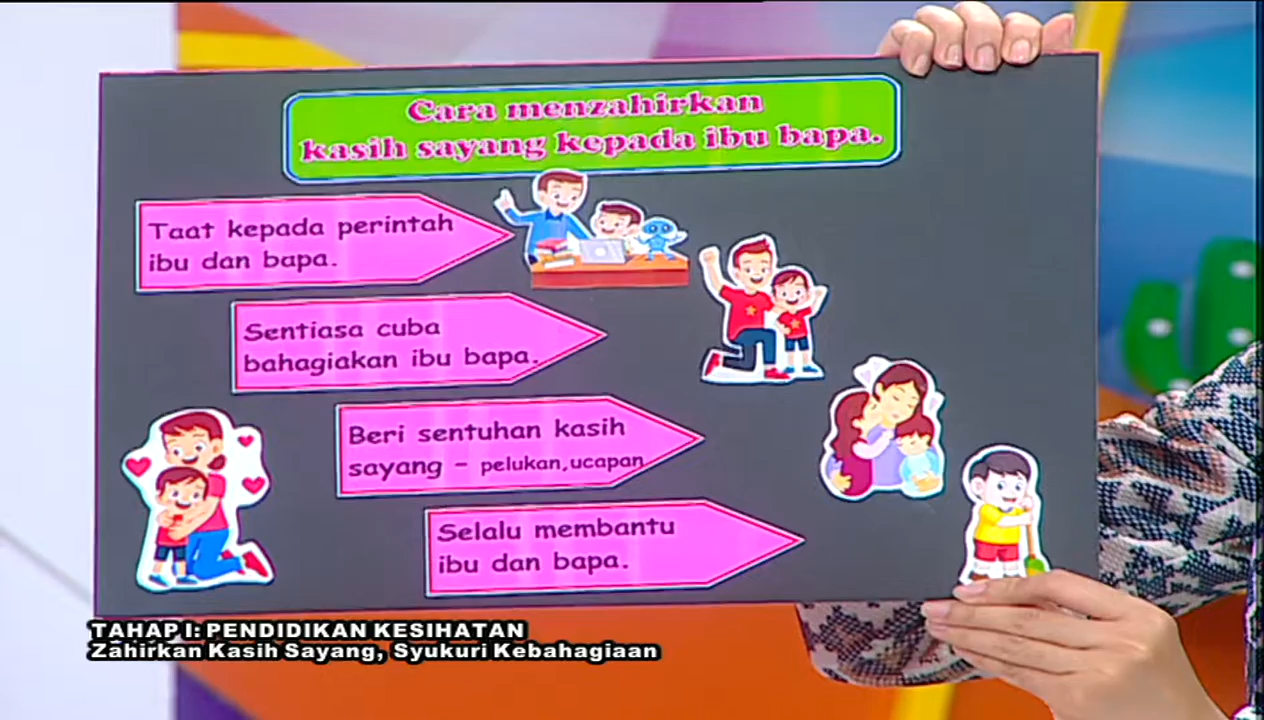 Cara menzahirkan
kasih sayang kepada ibu bapa.
Taat kepada perintah
ibu dan bapa.
Sentiasa cuba
bahagiakan ibu bapa.
Beri sentuhan kasih
sayang - pelukan,ucapan
Selalu membantu
ibu dan bapa.
TAHAP I: PENDIDIKAN KESIHATAN
Zahirkan Kasih Sayang, Syukuri Kebahagiaan